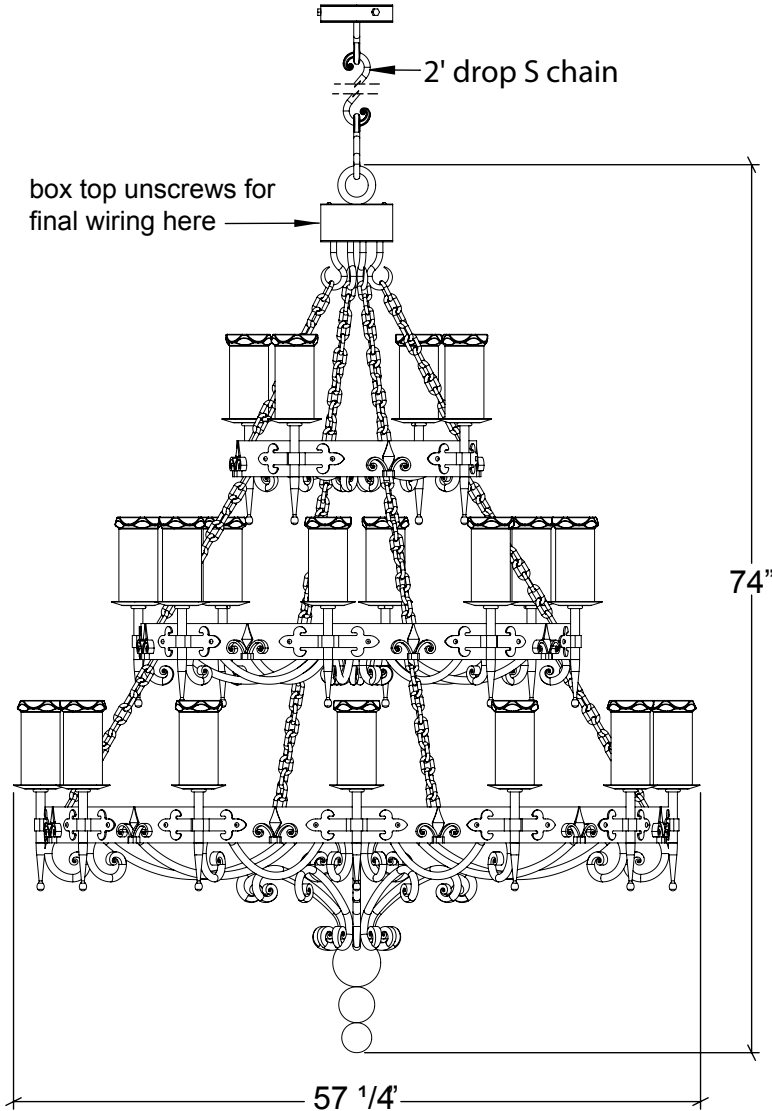 2' drop S chain
box top unscrews for
final wiring here
74"
57 1/4"